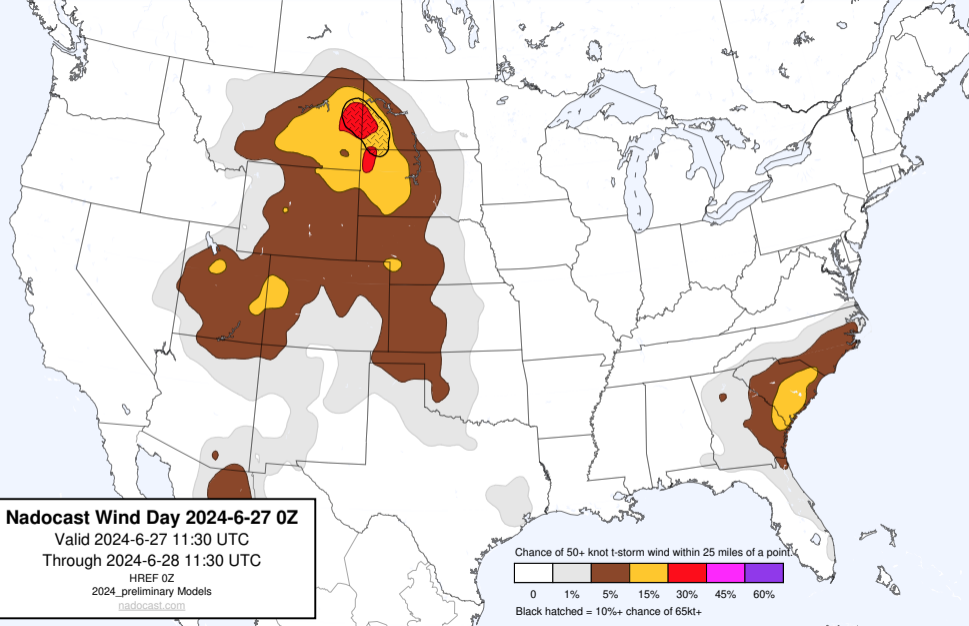 Nadocast Wind Day 2024-6-27 0Z
Valid 2024-6-27 11:30 UTC
Through 2024-6-28 11:30 UTC
HREF 0Z
2024_preliminary Models
nadocast.com
Chance of 50+ knot t-storm wind within 25 miles of a point.
0 1% 5% 15% 30% 45% 60%
Black hatched = 10%+ chance of 65kt+